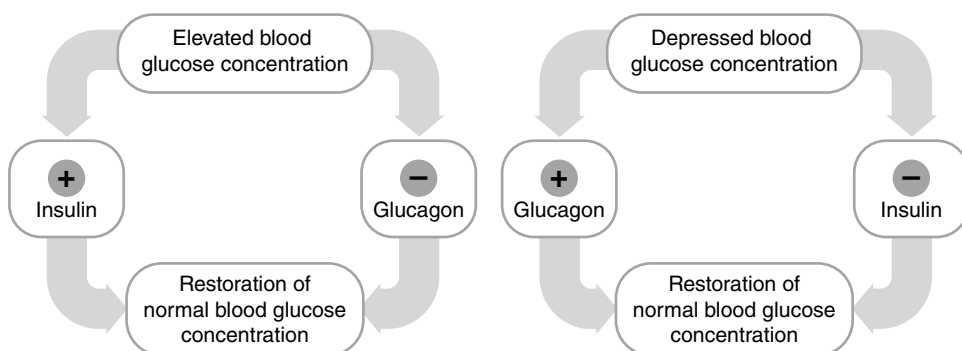 Elevated blood
glucose concentration
+
Insulin
−
Glucagon
Restoration of
normal blood glucose
concentration
Depressed blood
glucose concentration
+
Glucagon
−
Insulin
Restoration of
normal blood glucose
concentration